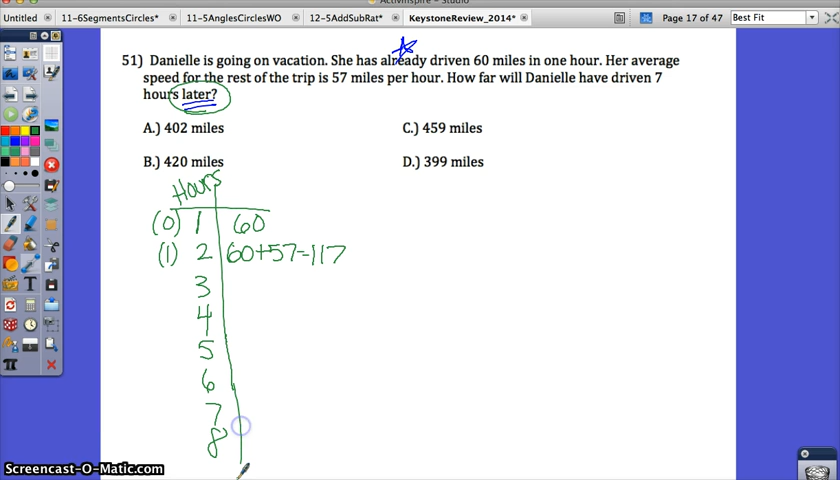 Untitled
11-6SegmentsCircles*
11-5AnglesCirclesWO
12-5AddSubRat*
KeystoneReview_2014*
Page 17 of 47
Best Fit
51) Danielle is going on vacation. She has already driven 60 miles in one hour. Her average
speed for the rest of the trip is 57 miles per hour. How far will Danielle have driven 7
hours later?
A.) 402 miles
C.) 459 miles
B.) 420 miles
D.) 399 miles
Hours
(0) 1 60
(1) 2 60+57=117
3
4
5
6
7
8
Screencast-O-Matic.com